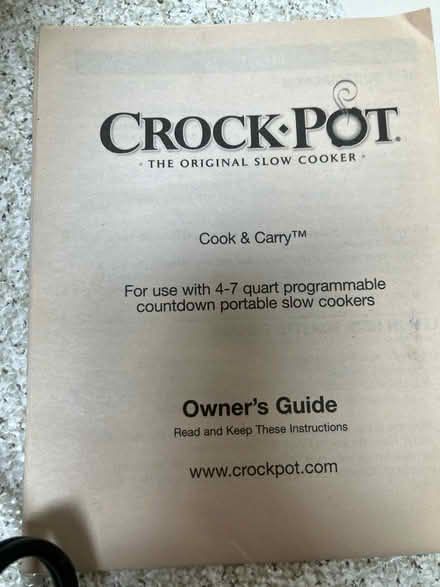 CROCK•POT®
• THE ORIGINAL SLOW COOKER •
Cook & Carry™
For use with 4-7 quart programmable
countdown portable slow cookers
Owner's Guide
Read and Keep These Instructions
www.crockpot.com